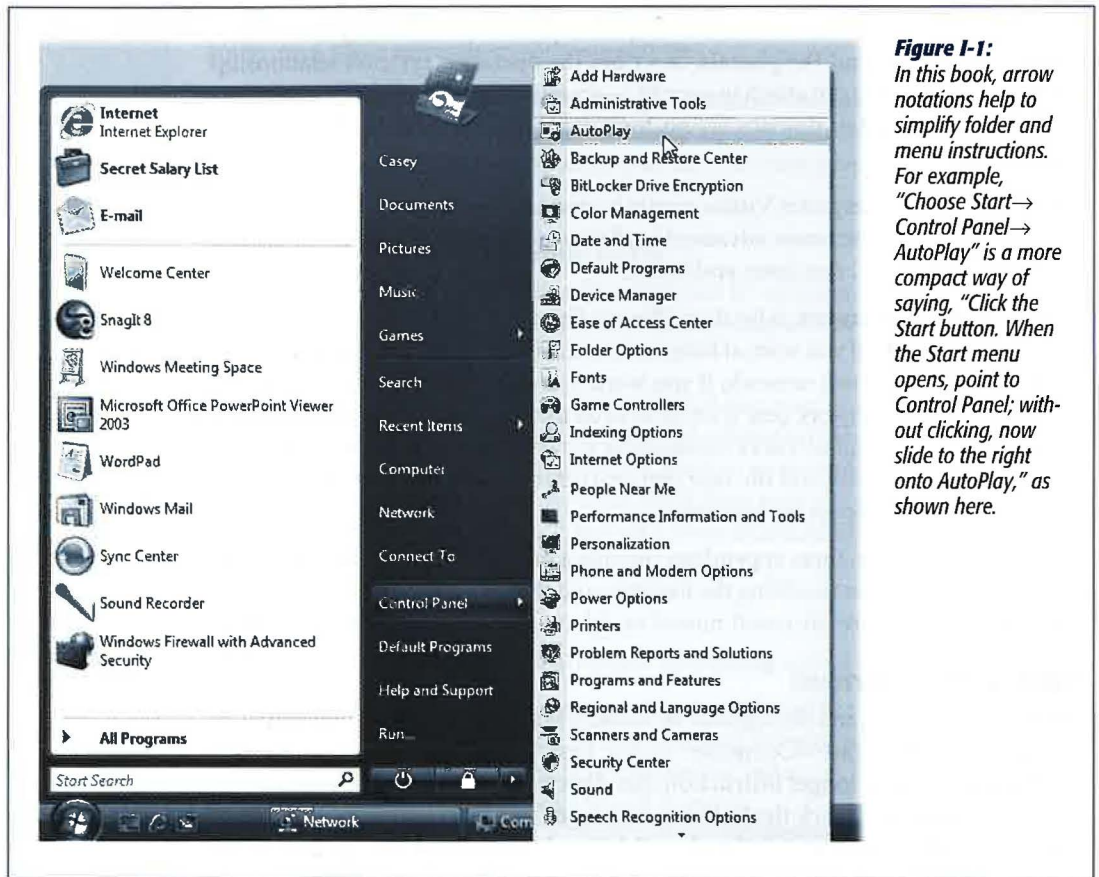 Internet
Internet Explorer
Secret Salary List
E-mail
Welcome Center
SnagIt 8
Windows Meeting Space
Microsoft Office PowerPoint Viewer
2003
WordPad
Windows Mail
Sync Center
Sound Recorder
Windows Firewall with Advanced
Security
All Programs
Start Search
Casey
Documents
Pictures
Music
Games
Search
Recent Items
Computer
Network
Connect To
Control Panel
Default Programs
Help and Support
Run...
Network
Com
Add Hardware
Administrative Tools
AutoPlay
Backup and Restore Center
BitLocker Drive Encryption
Color Management
Date and Time
Default Programs
Device Manager
Ease of Access Center
Folder Options
Fonts
Game Controllers
Indexing Options
Internet Options
People Near Me
Performance Information and Tools
Personalization
Phone and Modem Options
Power Options
Printers
Problem Reports and Solutions
Programs and Features
Regional and Language Options
Scanners and Cameras
Security Center
Sound
Speech Recognition Options
Figure I-1:
In this book, arrow
notations help to
simplify folder and
menu instructions.
For example,
"Choose Start→
Control Panel→
AutoPlay" is a more
compact way of
saying, "Click the
Start button. When
the Start menu
opens, point to
Control Panel; with-
out clicking, now
slide to the right
onto AutoPlay," as
shown here.